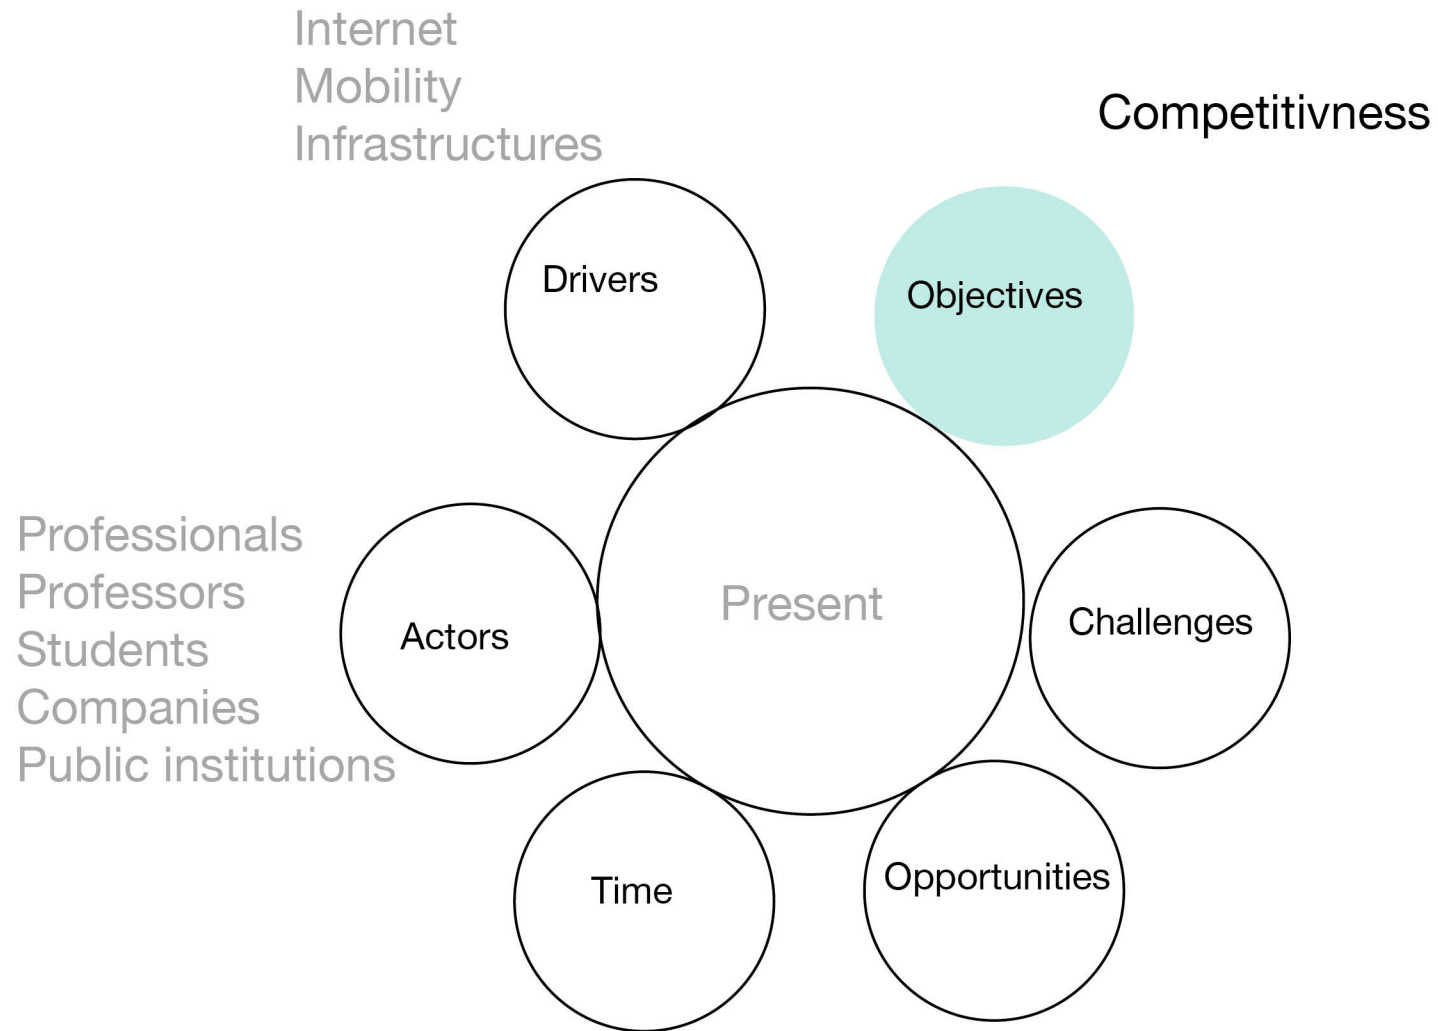 Internet
Mobility
Infrastructures
Competitivness
Drivers
Objectives
Professionals
Professors
Students
Companies
Public institutions
Actors
Present
Challenges
Time
Opportunities